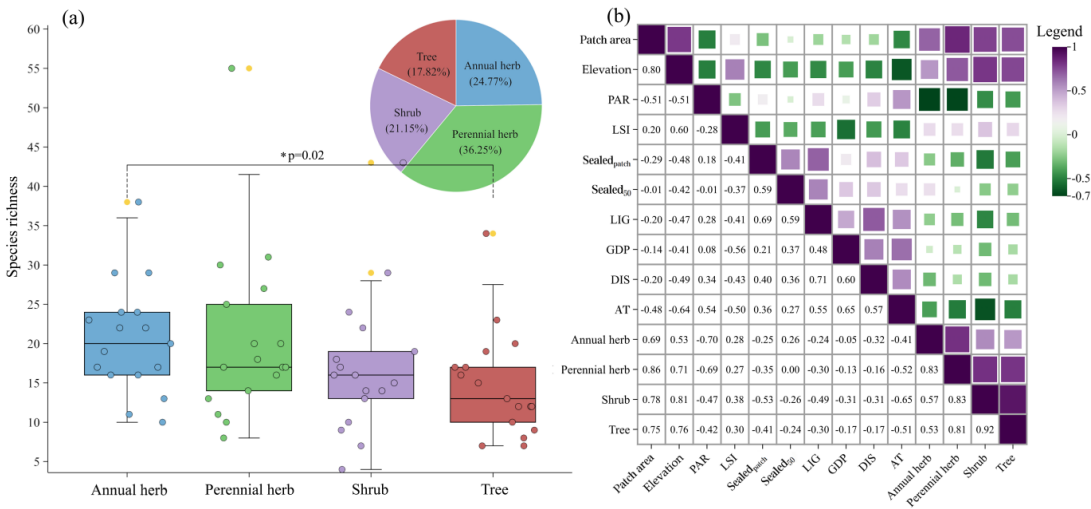 (a)
60
55
50
45
40
35
30
25
20
15
10
5
Species richness
*p=0.02
Tree
(17.82%)
Annual herb
(24.77%)
Shrub
(21.15%)
Perennial herb
(36.25%)
Annual herb Perennial herb Shrub Tree
(b)
Legend
1
0.5
0
-0.5
-0.7
Patch area
Elevation 0.80
PAR -0.51 -0.51
LSI 0.20 0.60 -0.28
Sealedpatch -0.29 -0.48 0.18 -0.41
Sealed50 -0.01 -0.42 -0.01 -0.37 0.59
LIG -0.20 -0.47 0.28 -0.41 0.69 0.59
GDP -0.14 -0.41 0.08 -0.56 0.21 0.37 0.48
DIS -0.20 -0.49 0.34 -0.43 0.40 0.36 0.71 0.60
AT -0.48 -0.64 0.54 -0.50 0.36 0.27 0.55 0.65 0.57
Annual herb 0.69 0.53 -0.70 0.28 -0.25 0.26 -0.24 -0.05 -0.32 -0.41
Perennial herb 0.86 0.71 -0.69 0.27 -0.35 0.00 -0.30 -0.13 -0.16 -0.52 0.83
Shrub 0.78 0.81 -0.47 0.38 -0.53 -0.26 -0.49 -0.31 -0.31 -0.65 0.57 0.83
Tree 0.75 0.76 -0.42 0.30 -0.41 -0.24 -0.30 -0.17 -0.17 -0.51 0.53 0.81 0.92
Patch area Elevation PAR LSI Sealedpatch Sealed50 LIG GDP DIS AT Annual herb Perennial herb Shrub Tree